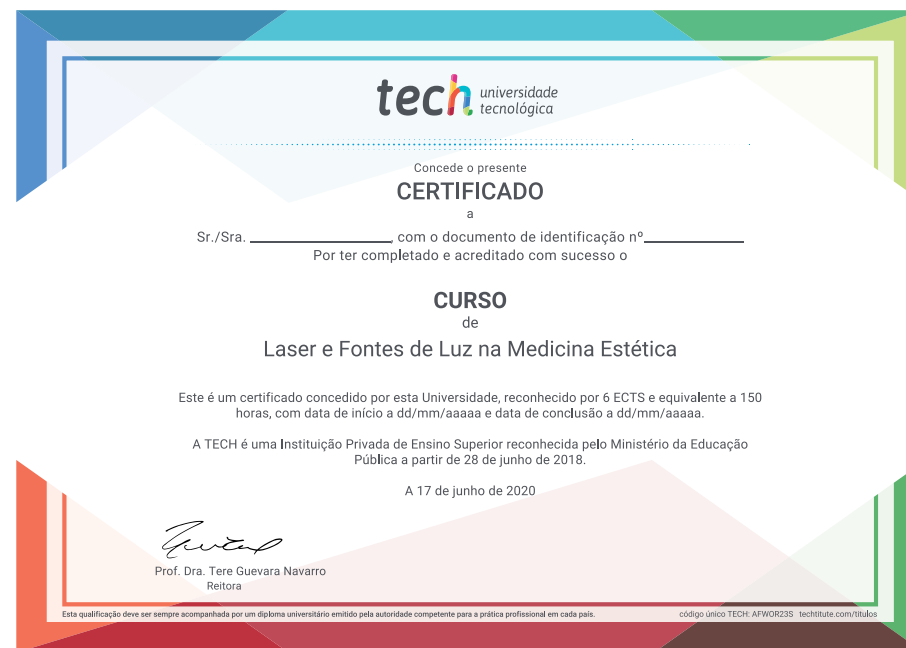 tech universidade
tecnológica
Concede o presente
CERTIFICADO
a
Sr./Sra. ____________________, com o documento de identificação nº______________
Por ter completado e acreditado com sucesso o
CURSO
de
Laser e Fontes de Luz na Medicina Estética
Este é um certificado concedido por esta Universidade, reconhecido por 6 ECTS e equivalente a 150
horas, com data de início a dd/mm/aaaaa e data de conclusão a dd/mm/aaaaa.
A TECH é uma Instituição Privada de Ensino Superior reconhecida pelo Ministério da Educação
Pública a partir de 28 de junho de 2018.
A 17 de junho de 2020
Prof. Dra. Tere Guevara Navarro
Reitora
Esta qualificação deve ser sempre acompanhada por um diploma universitário emitido pela autoridade competente para a prática profissional em cada país.
código único TECH: AFWOR23S techtitute.com/titulos